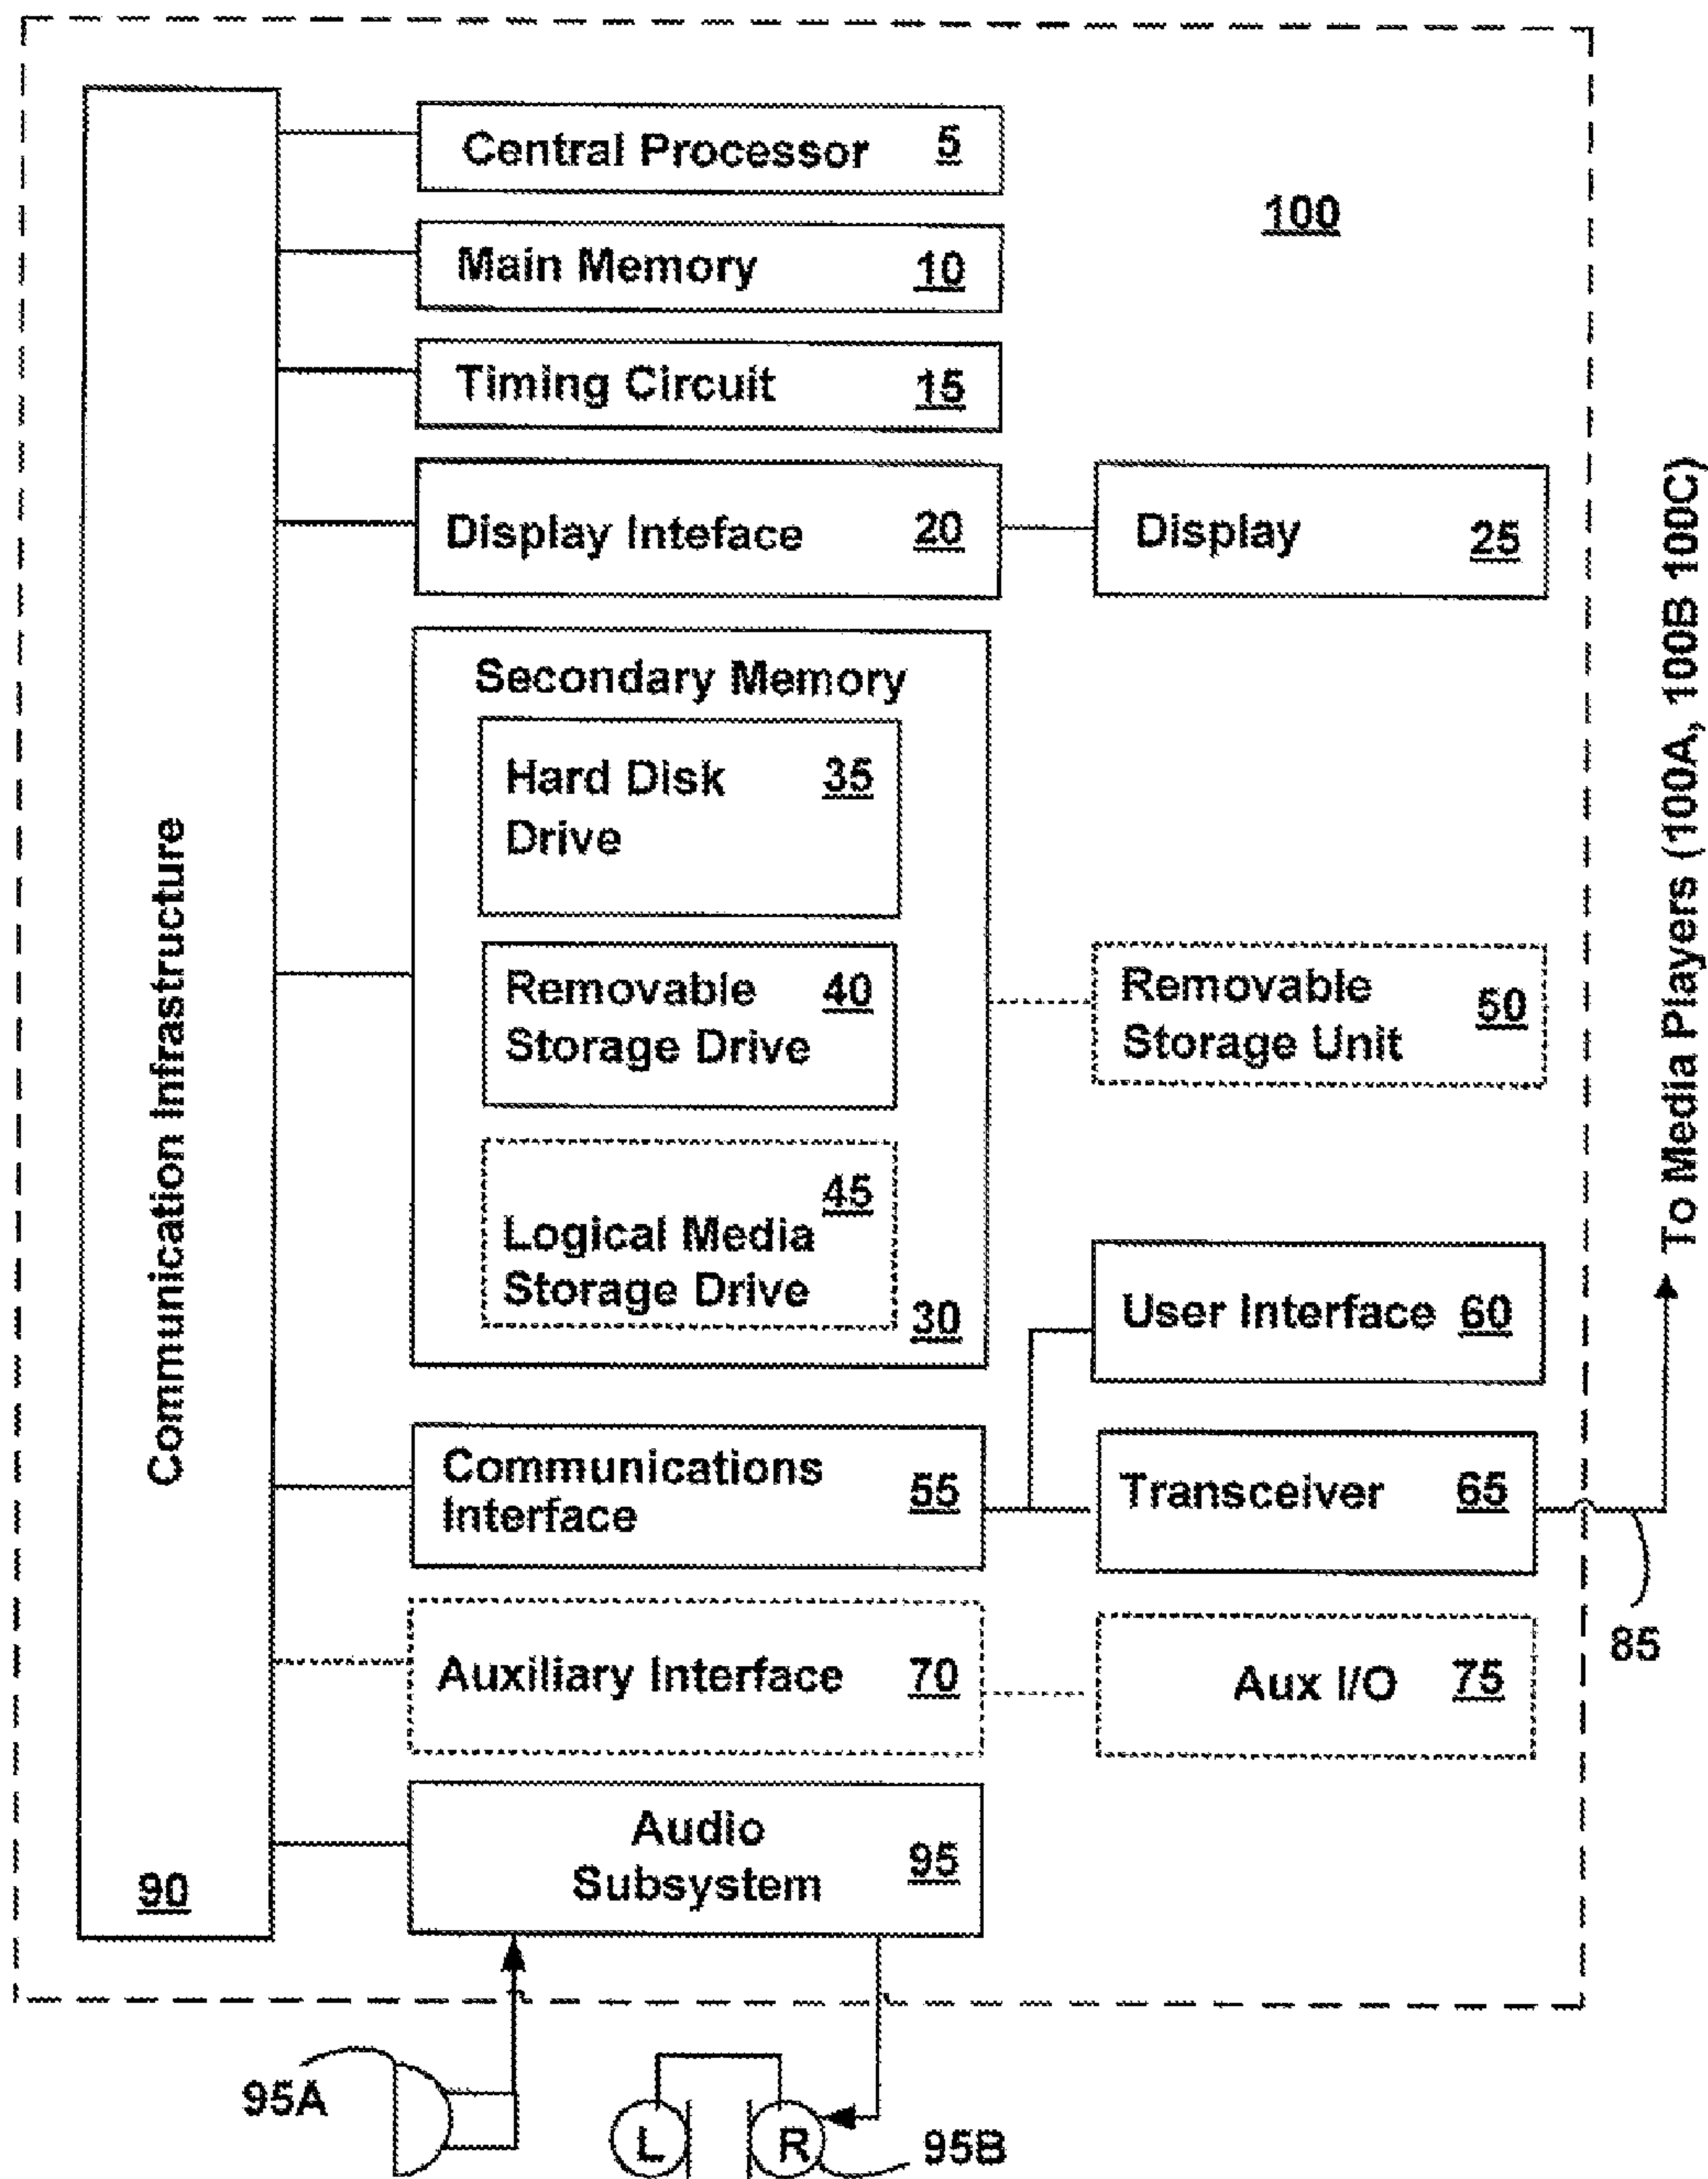 Central Processor 5
100
Main Memory 10
Timing Circuit 15
Display Inteface 20
Display 25
Secondary Memory
Hard Disk 35
Drive
Removable 40
Storage Drive
Removable 50
Storage Unit
45
Logical Media
Storage Drive
30
User Interface 60
Communications
Interface 55
Transceiver 65
85
Auxiliary Interface 70
Aux I/O 75
Audio
Subsystem 95
Communication Infrastructure
90
To Media Players (100A, 100B 100C)
95A
L
R
95B